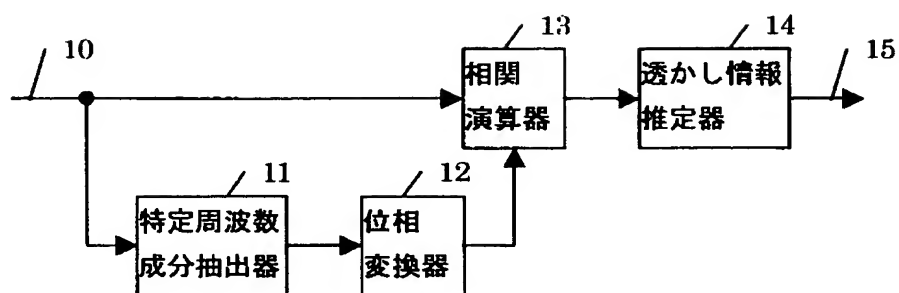 10
13
相関
演算器
14
透かし情報
推定器
15
11
特定周波数
成分抽出器
12
位相
変換器